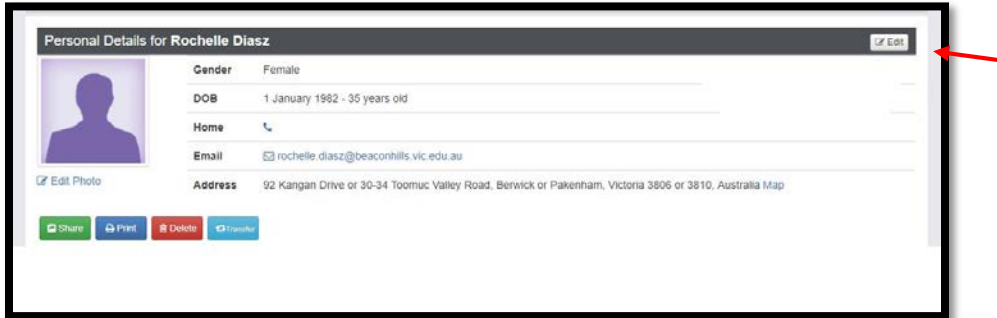 Personal Details for Rochelle Diasz
Edit
Gender Female
DOB 1 January 1982 - 35 years old
Home
Email rochelle.diasz@beaconhills.vic.edu.au
Edit Photo
Address 92 Kangan Drive or 30-34 Toomuc Valley Road, Berwick or Pakenham, Victoria 3806 or 3810, Australia Map
Share Print Delete Transfer